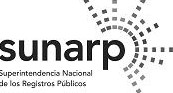 sunarp
Superintendencia Nacional
de los Registros Públicos